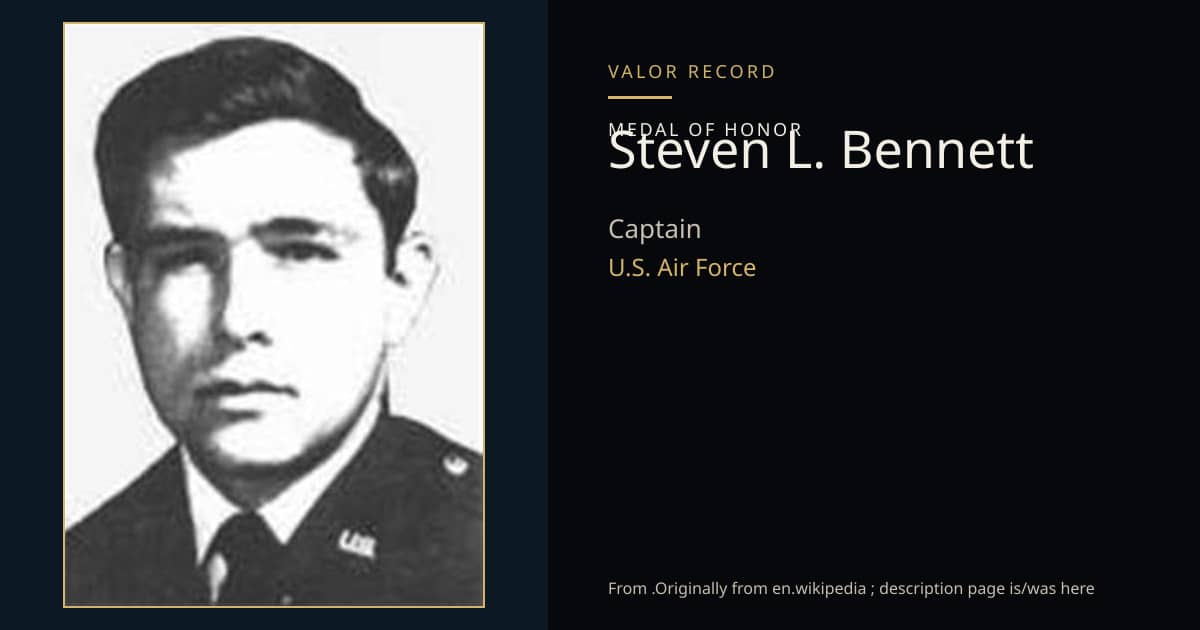 VALOR RECORD
MEDAL OF HONOR
Steven L. Bennett
Captain
U.S. Air Force
From .Originally from en.wikipedia ; description page is/was here